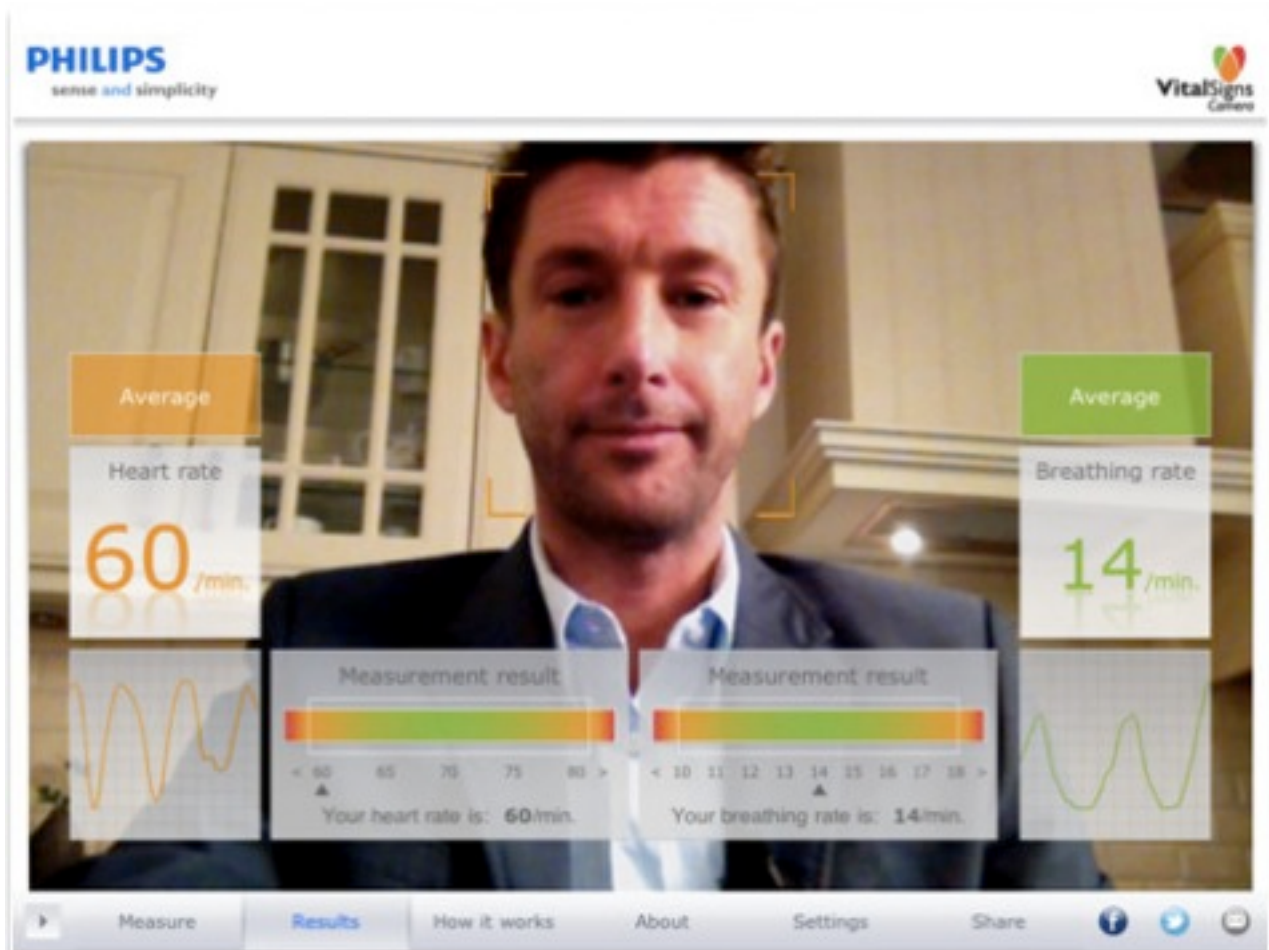 PHILIPS
sense and simplicity
VitalSigns
Camera
Average
Heart rate
60 /min.
Average
Breathing rate
14 /min.
Measurement result
< 60 65 70 75 80 >
Your heart rate is: 60/min.
Measurement result
< 10 11 12 13 14 15 16 17 18 >
Your breathing rate is: 14/min.
Measure Results How it works About Settings Share